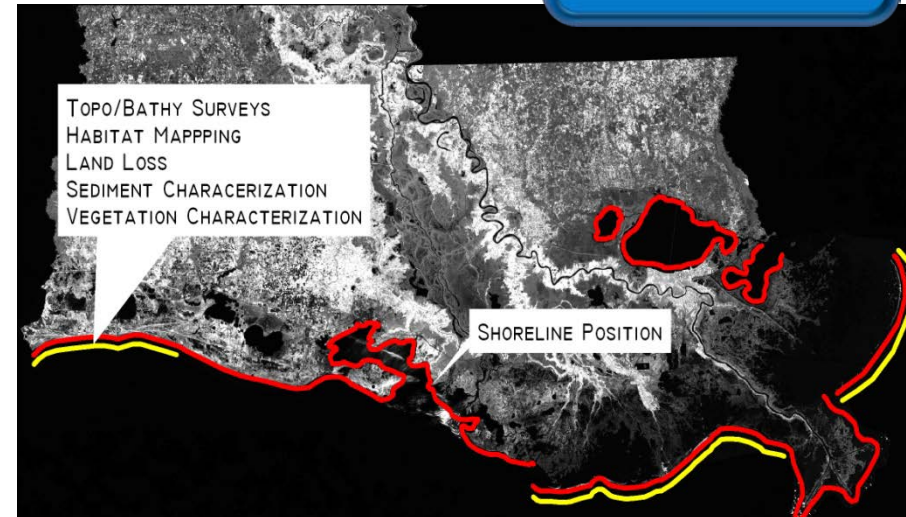 TOPO/BATHY SURVEYS
HABITAT MAPPPING
LAND LOSS
SEDIMENT CHARACERIZATION
VEGETATION CHARACTERIZATION
SHORELINE POSITION